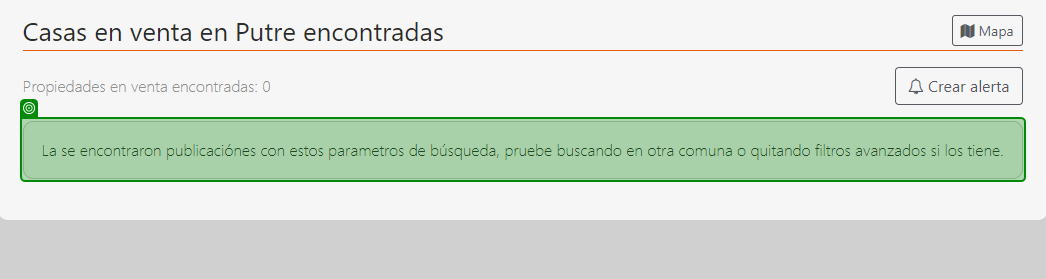 Casas en venta en Putre encontradas
Mapa
Propiedades en venta encontradas: 0
Crear alerta
La se encontraron publicaciónes con estos parametros de búsqueda, pruebe buscando en otra comuna o quitando filtros avanzados si los tiene.